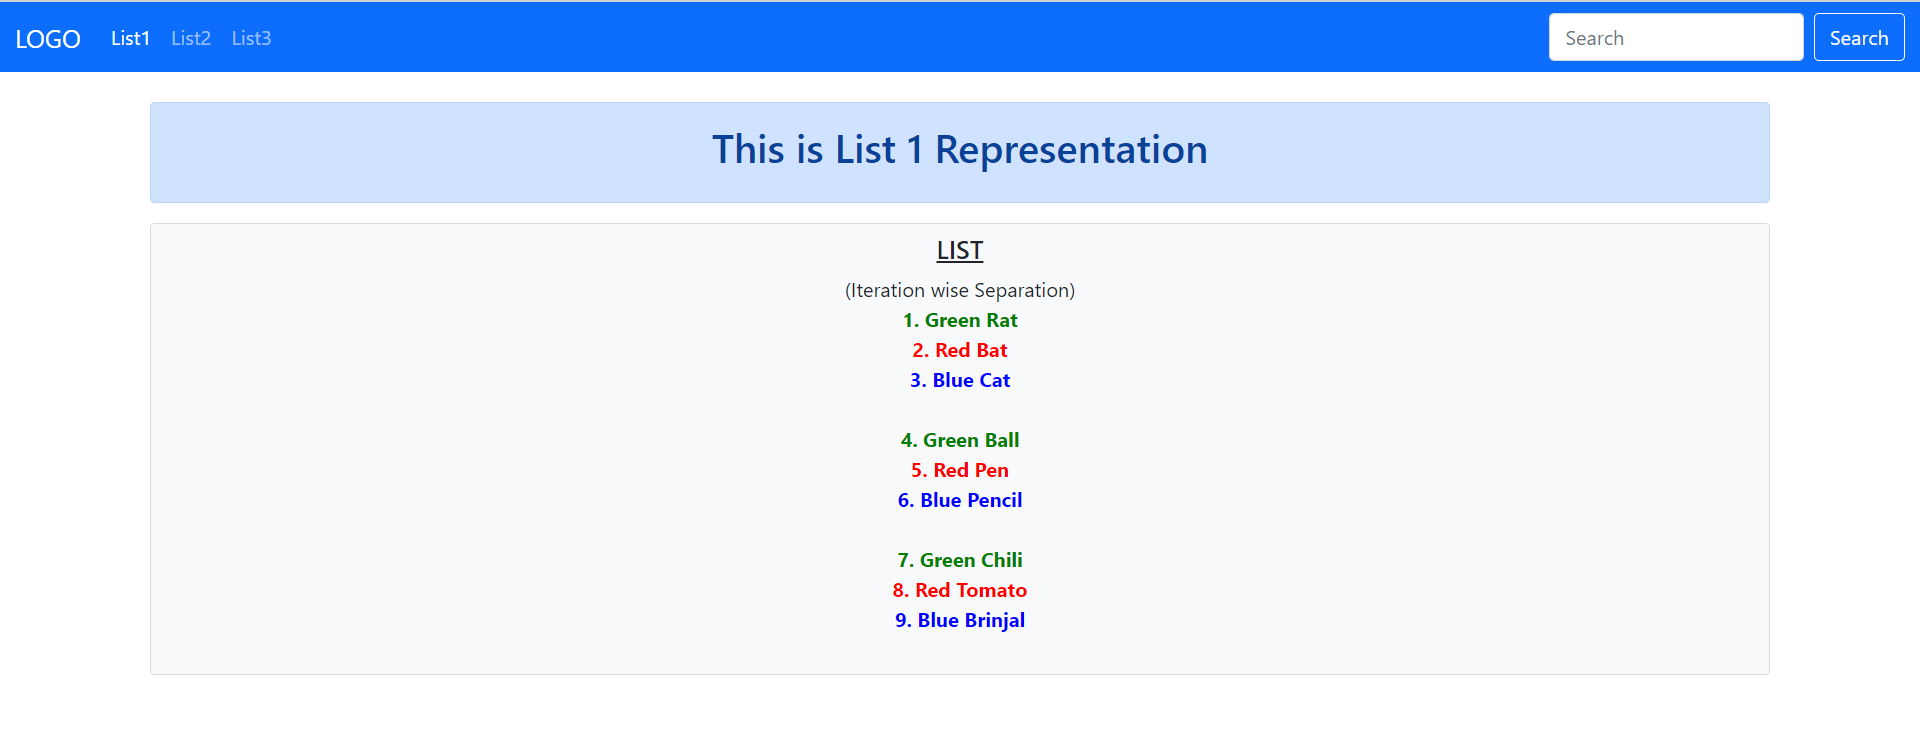 LOGO List1 List2 List3 Search Search
This is List 1 Representation
LIST
(Iteration wise Separation)
1. Green Rat
2. Red Bat
3. Blue Cat
4. Green Ball
5. Red Pen
6. Blue Pencil
7. Green Chili
8. Red Tomato
9. Blue Brinjal